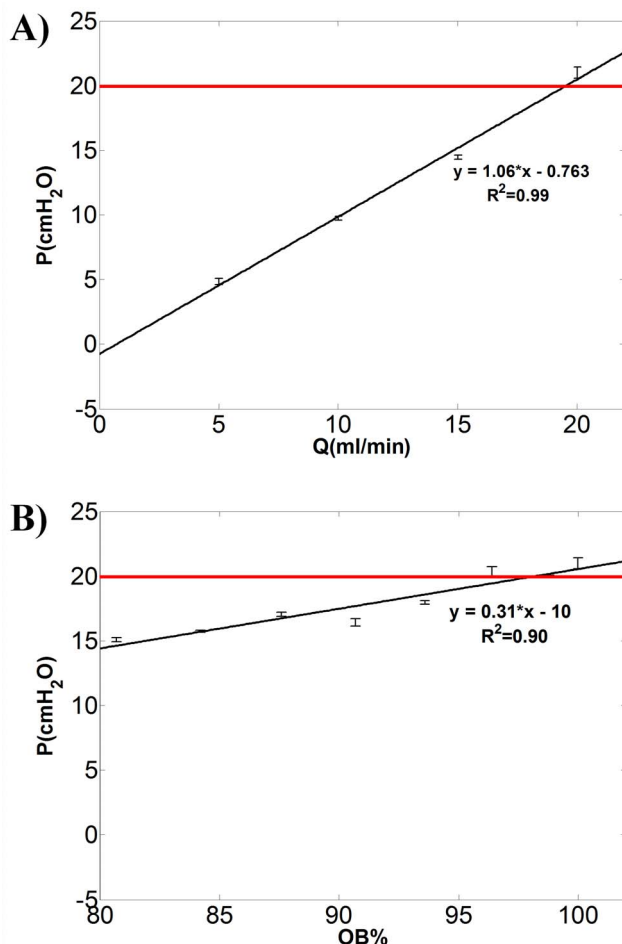 A)
25
20
15
10
5
0
-5
P(cmH2O)
y = 1.06*x - 0.763
R²=0.99
0 5 10 15 20
Q(ml/min)
B)
25
20
15
10
5
0
-5
P(cmH2O)
y = 0.31*x - 10
R²=0.90
80 85 90 95 100
OB%